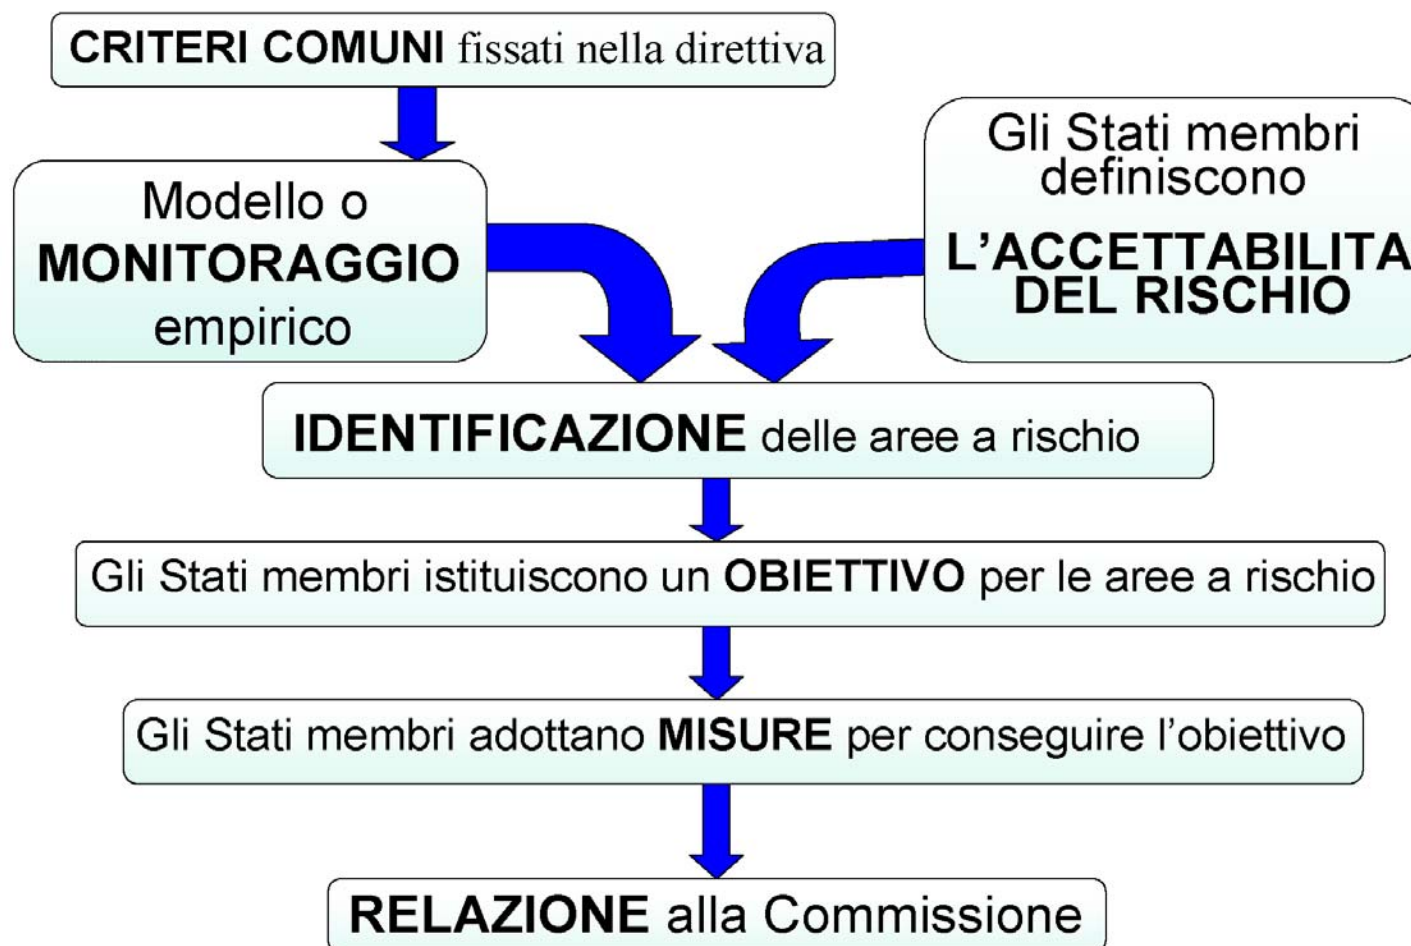 CRITERI COMUNI fissati nella direttiva
Modello o
MONITORAGGIO
empirico
Gli Stati membri
definiscono
L’ACCETTABILITA
DEL RISCHIO
IDENTIFICAZIONE delle aree a rischio
Gli Stati membri istituiscono un OBIETTIVO per le aree a rischio
Gli Stati membri adottano MISURE per conseguire l’obiettivo
RELAZIONE alla Commissione